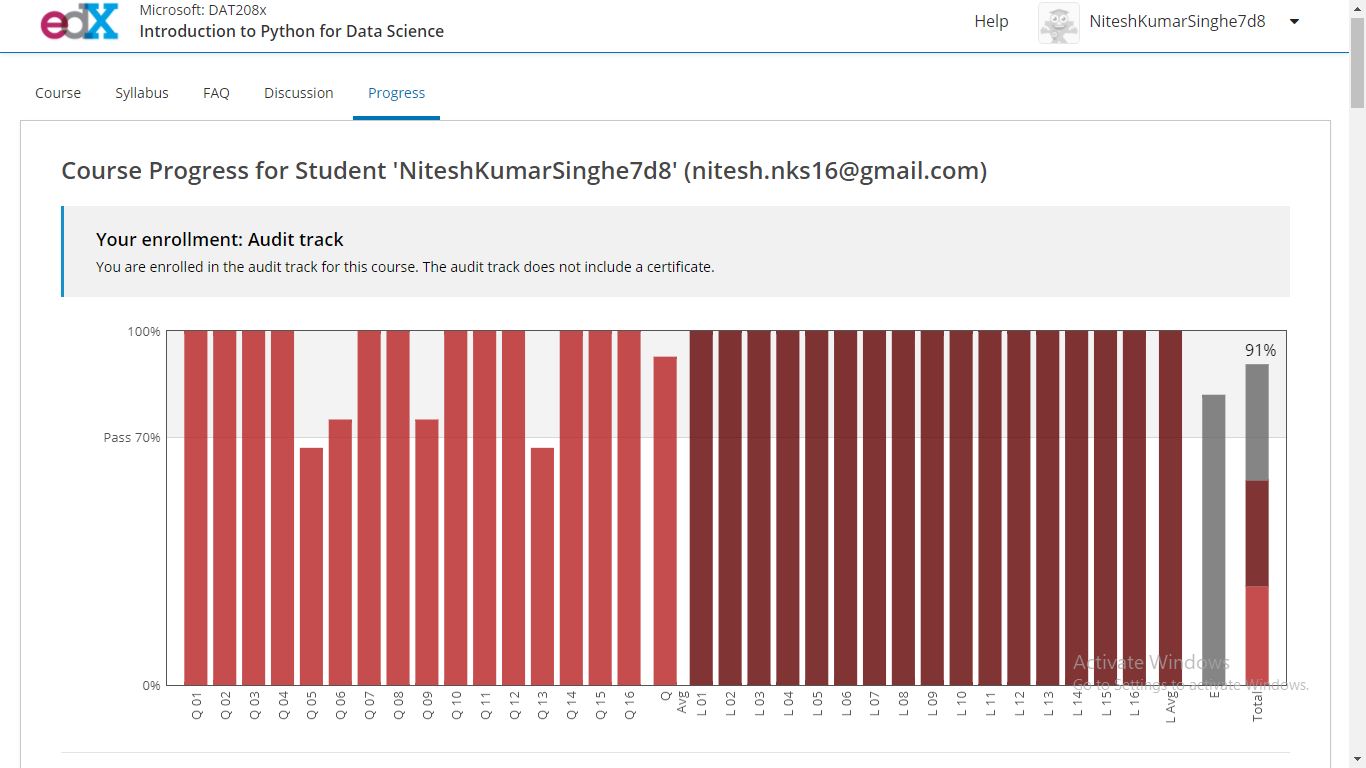 edX
Microsoft: DAT208x
Introduction to Python for Data Science
Help
NiteshKumarSinghe7d8
Course
Syllabus
FAQ
Discussion
Progress
Course Progress for Student 'NiteshKumarSinghe7d8' (nitesh.nks16@gmail.com)
Your enrollment: Audit track
You are enrolled in the audit track for this course. The audit track does not include a certificate.
100%
91%
Pass 70%
0%
Q 01
Q 02
Q 03
Q 04
Q 05
Q 06
Q 07
Q 08
Q 09
Q 10
Q 11
Q 12
Q 13
Q 14
Q 15
Q 16
Q
Avg
L 01
L 02
L 03
L 04
L 05
L 06
L 07
L 08
L 09
L 10
L 11
L 12
L 13
L 14
L 15
L 16
L Avg
E
Total
Activate Windows
Go to Settings to activate Windows.